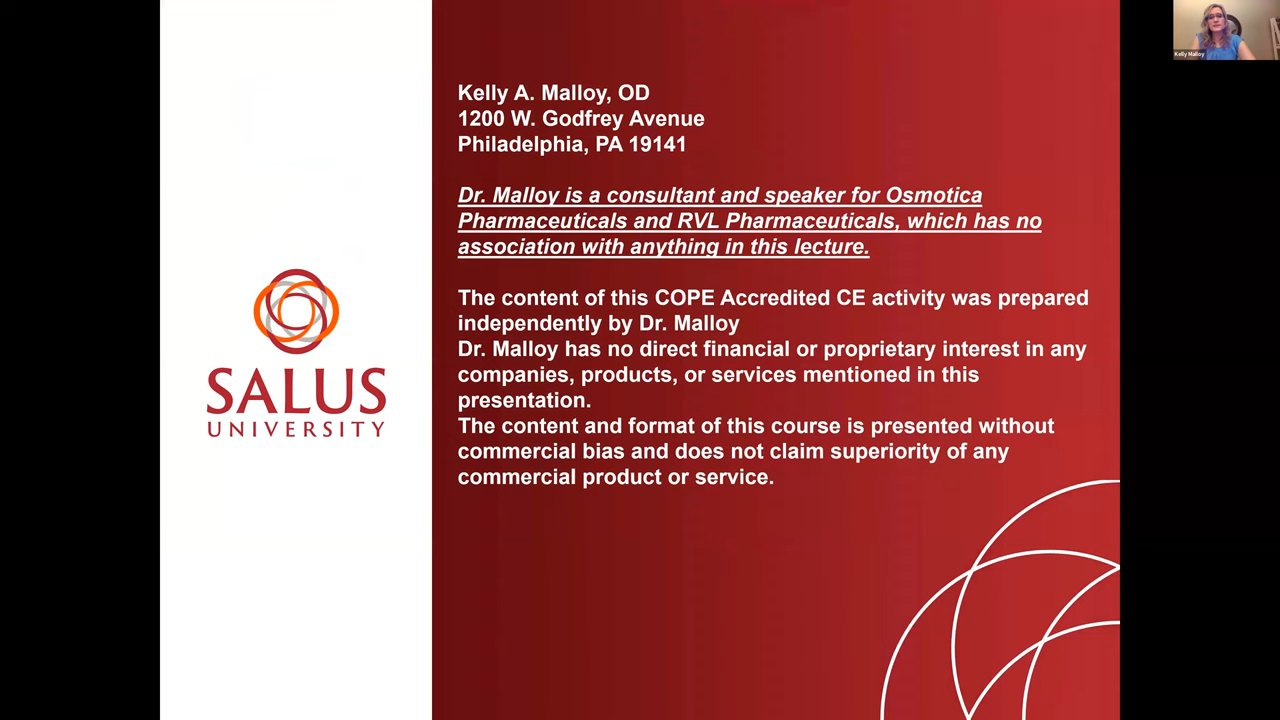 Kelly A. Malloy, OD
1200 W. Godfrey Avenue
Philadelphia, PA 19141
Dr. Malloy is a consultant and speaker for Osmotica
Pharmaceuticals and RVL Pharmaceuticals, which has no
association with anything in this lecture.
The content of this COPE Accredited CE activity was prepared
independently by Dr. Malloy
Dr. Malloy has no direct financial or proprietary interest in any
companies, products, or services mentioned in this
presentation.
The content and format of this course is presented without
commercial bias and does not claim superiority of any
commercial product or service.
SALUS
UNIVERSITY
Kelly Malloy